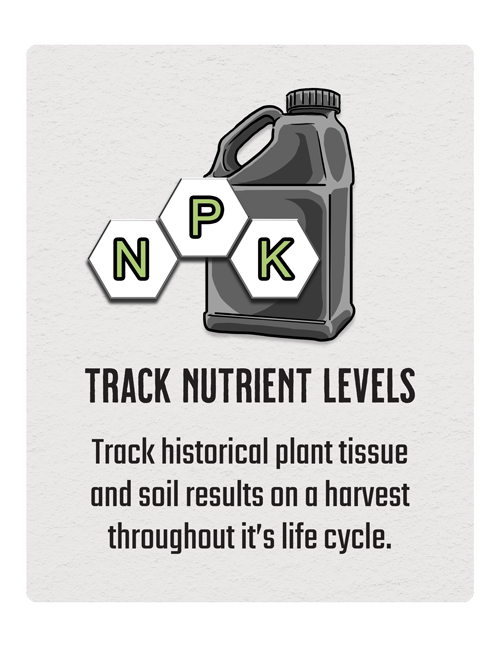 N P K
TRACK NUTRIENT LEVELS
Track historical plant tissue
and soil results on a harvest
throughout it's life cycle.